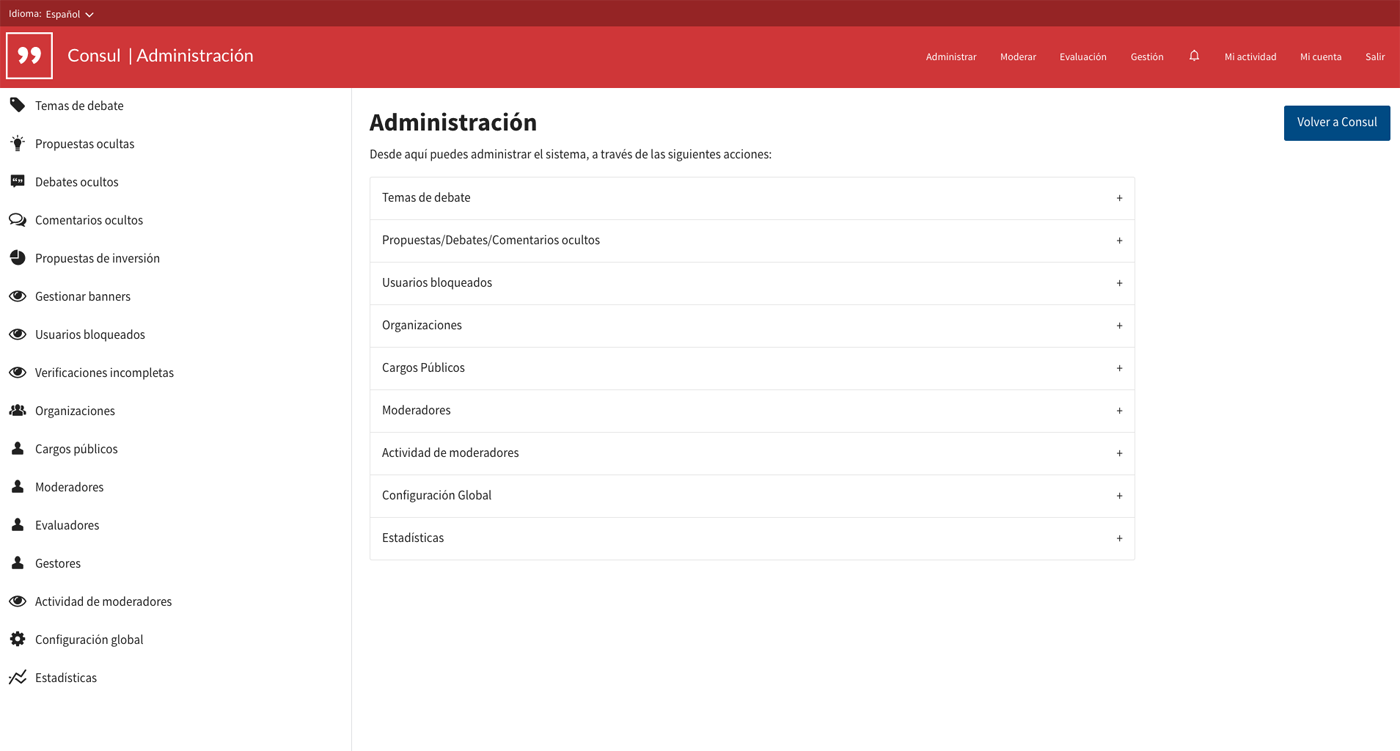 Idioma: Español
Consul | Administración
Administrar Moderar Evaluación Gestión Mi actividad Mi cuenta Salir
Temas de debate
Propuestas ocultas
Debates ocultos
Comentarios ocultos
Propuestas de inversión
Gestionar banners
Usuarios bloqueados
Verificaciones incompletas
Organizaciones
Cargos públicos
Moderadores
Evaluadores
Gestores
Actividad de moderadores
Configuración global
Estadísticas
Administración
Volver a Consul
Desde aquí puedes administrar el sistema, a través de las siguientes acciones:
Temas de debate +
Propuestas/Debates/Comentarios ocultos +
Usuarios bloqueados +
Organizaciones +
Cargos Públicos +
Moderadores +
Actividad de moderadores +
Configuración Global +
Estadísticas +